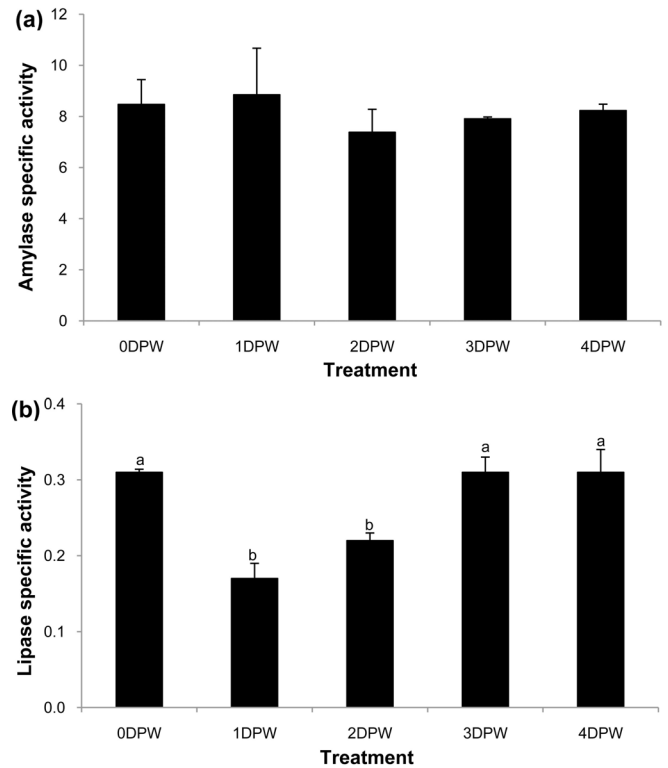 (a)
Amylase specific activity
12
10
8
6
4
2
0
0DPW 1DPW 2DPW 3DPW 4DPW
Treatment
(b)
Lipase specific activity
0.4
0.3
0.2
0.1
0.0
a b b a a
0DPW 1DPW 2DPW 3DPW 4DPW
Treatment